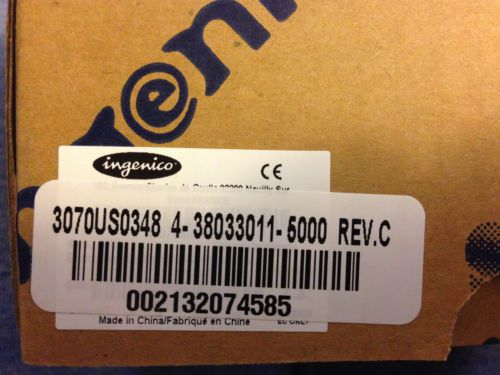 ingenico
CE
3070US0348 4-38033011-5000 REV.C
002132074585
Made in China/Fabriqué en Chine